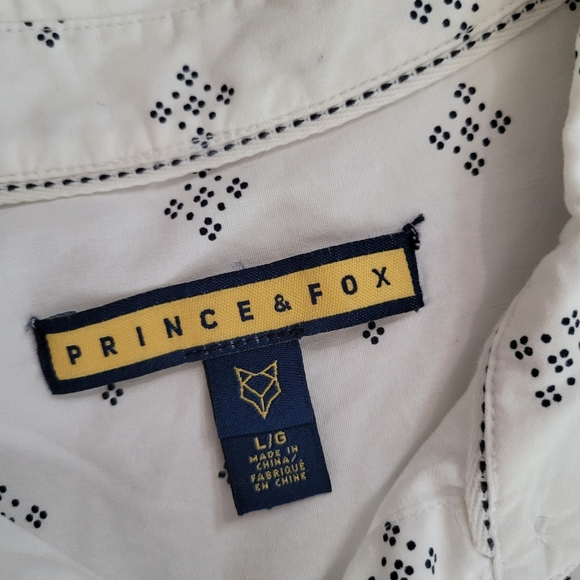 PRINCE & FOX
L/G
MADE IN
CHINA/
FABRIQUÉ
EN CHINE